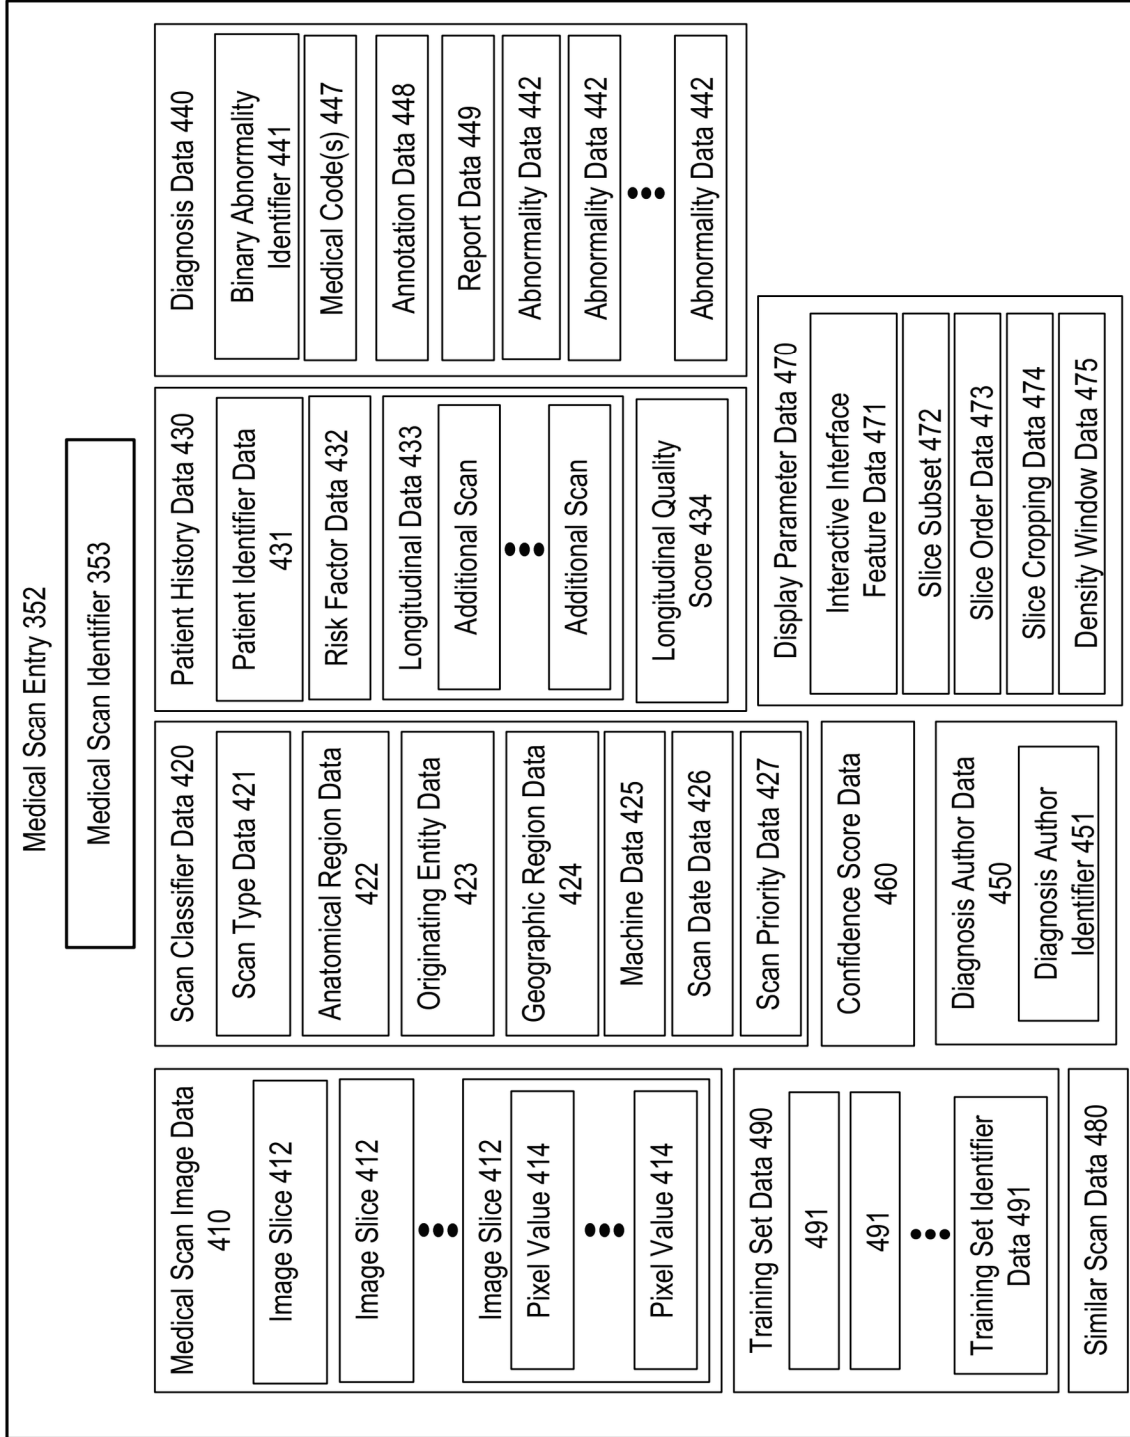 Medical Scan Entry 352
Medical Scan Identifier 353
Medical Scan Image Data
410
Image Slice 412
Image Slice 412
Image Slice 412
Pixel Value 414
Pixel Value 414
Training Set Data 490
491
491
Training Set Identifier
Data 491
Similar Scan Data 480
Scan Classifier Data 420
Scan Type Data 421
Anatomical Region Data
422
Originating Entity Data
423
Geographic Region Data
424
Machine Data 425
Scan Date Data 426
Scan Priority Data 427
Confidence Score Data
460
Diagnosis Author Data
450
Diagnosis Author
Identifier 451
Patient History Data 430
Patient Identifier Data
431
Risk Factor Data 432
Longitudinal Data 433
Additional Scan
Additional Scan
Longitudinal Quality
Score 434
Diagnosis Data 440
Binary Abnormality
Identifier 441
Medical Code(s) 447
Annotation Data 448
Report Data 449
Abnormality Data 442
Abnormality Data 442
Abnormality Data 442
Display Parameter Data 470
Interactive Interface
Feature Data 471
Slice Subset 472
Slice Order Data 473
Slice Cropping Data 474
Density Window Data 475